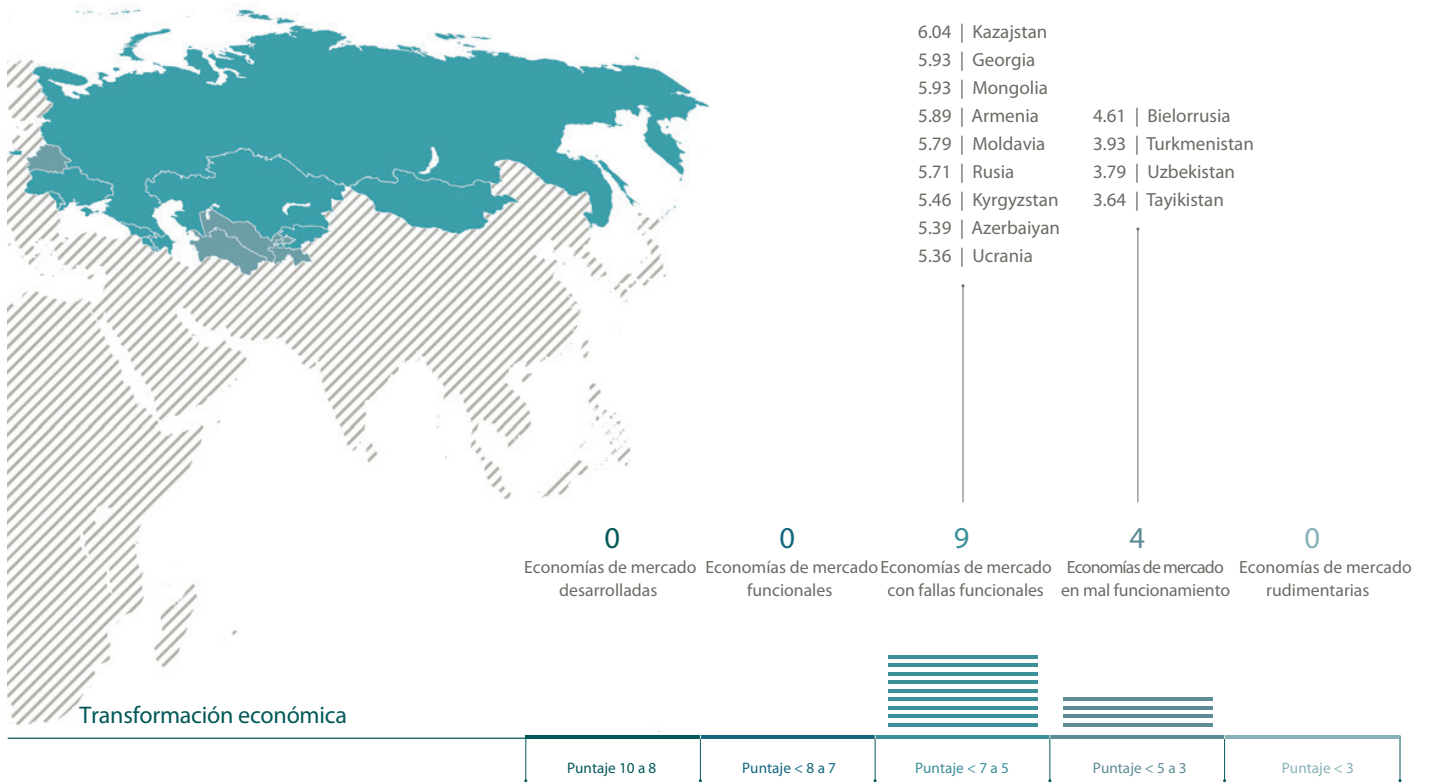 6.04 | Kazajstan
5.93 | Georgia
5.93 | Mongolia
5.89 | Armenia
5.79 | Moldavia
5.71 | Rusia
5.46 | Kyrgyzstan
5.39 | Azerbaiyan
5.36 | Ucrania
4.61 | Bielorrusia
3.93 | Turkmenistan
3.79 | Uzbekistan
3.64 | Tayikistan
0
Economías de mercado
desarrolladas
0
Economías de mercado
funcionales
9
Economías de mercado
con fallas funcionales
4
Economías de mercado
en mal funcionamiento
0
Economías de mercado
rudimentarias
Transformación económica
Puntaje 10 a 8
Puntaje < 8 a 7
Puntaje < 7 a 5
Puntaje < 5 a 3
Puntaje < 3